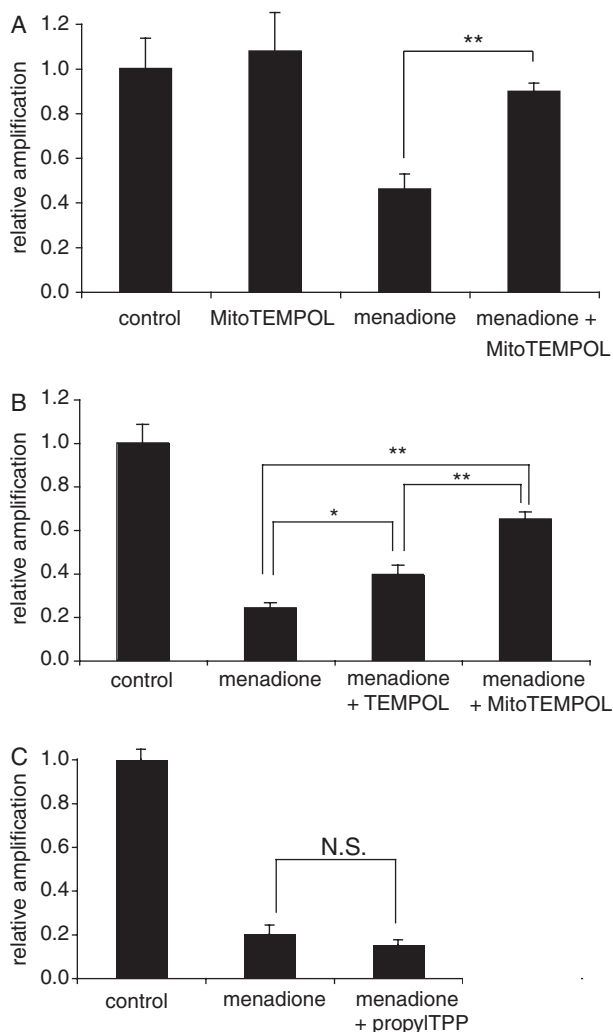 A
relative amplification
1.2
1.0
0.8
0.6
0.4
0.2
0.0
**
control
MitoTEMPOL
menadione
menadione +
MitoTEMPOL
B
relative amplification
1.2
1.0
0.8
0.6
0.4
0.2
0.0
**
**
*
control
menadione
menadione
+ TEMPOL
menadione
+ MitoTEMPOL
C
relative amplification
1.0
0.8
0.6
0.4
0.2
0.0
N.S.
control
menadione
menadione
+ propylTPP